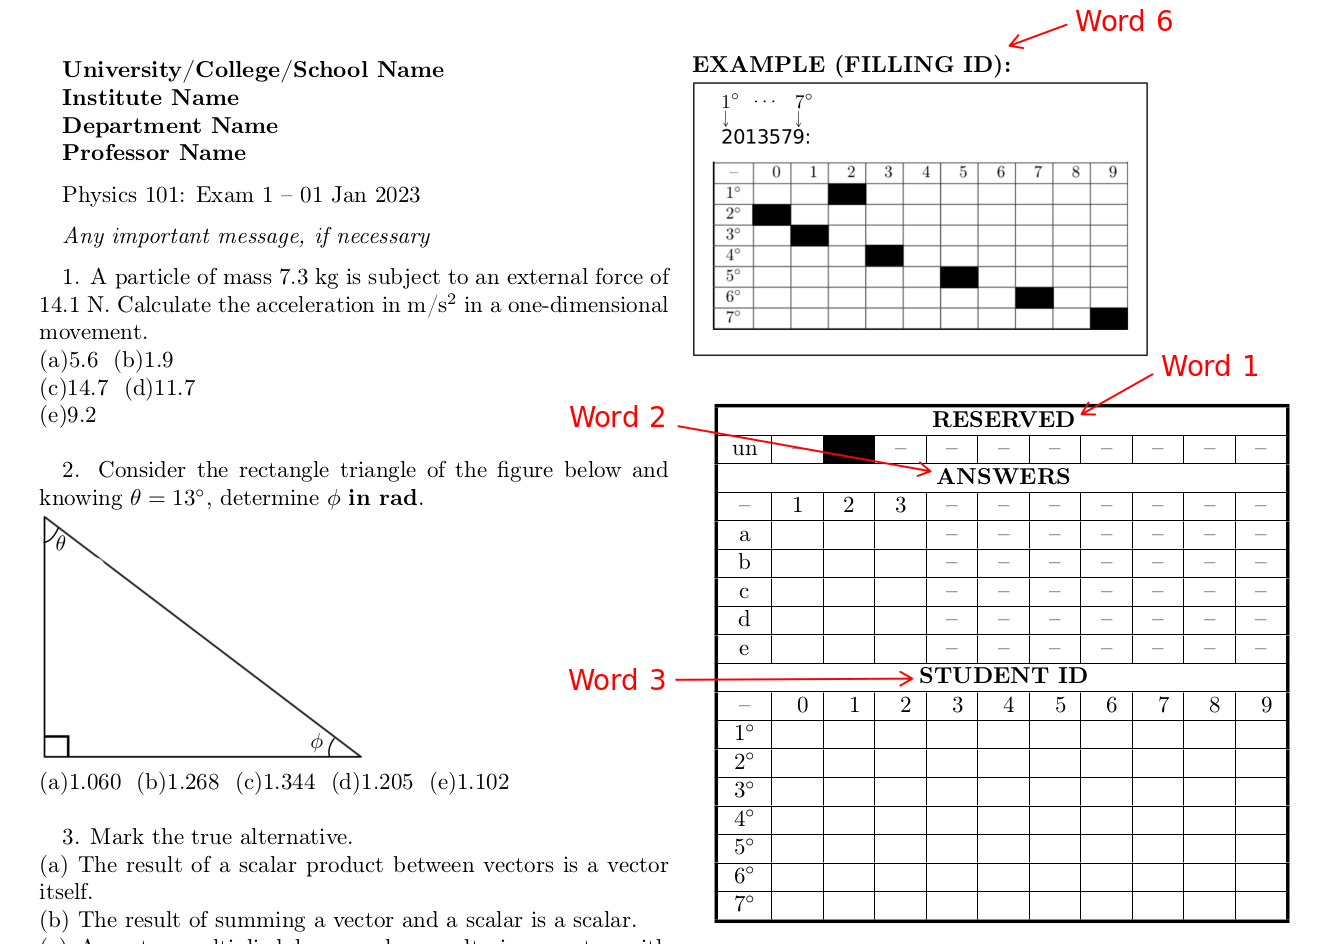 University/College/School Name
Institute Name
Department Name
Professor Name
Physics 101: Exam 1 – 01 Jan 2023
Any important message, if necessary
1. A particle of mass 7.3 kg is subject to an external force of
14.1 N. Calculate the acceleration in m/s² in a one-dimensional
movement.
(a)5.6 (b)1.9
(c)14.7 (d)11.7
(e)9.2
2. Consider the rectangle triangle of the figure below and
knowing θ = 13°, determine ϕ in rad.
θ
ϕ
(a)1.060 (b)1.268 (c)1.344 (d)1.205 (e)1.102
3. Mark the true alternative.
(a) The result of a scalar product between vectors is a vector
itself.
(b) The result of summing a vector and a scalar is a scalar.
Word 6
EXAMPLE (FILLING ID):
1° ··· 7°
2013579:
– 0 1 2 3 4 5 6 7 8 9
1°
2°
3°
4°
5°
6°
7°
Word 1
Word 2
RESERVED
un – – – – – – – – –
ANSWERS
– 1 2 3 – – – – – – –
a – – – – – – –
b – – – – – – –
c – – – – – – –
d – – – – – – –
e – – – – – – –
Word 3
STUDENT ID
– 0 1 2 3 4 5 6 7 8 9
1°
2°
3°
4°
5°
6°
7°